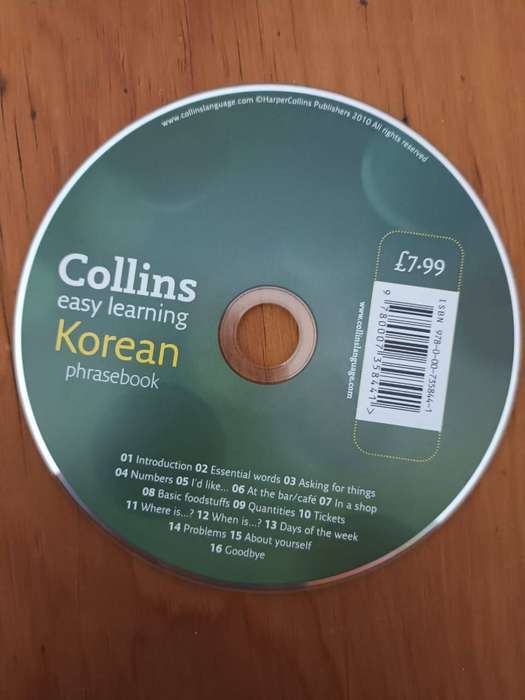 www.collinslanguage.com ©HarperCollins Publishers 2010 All rights reserved
Collins
easy learning
Korean
phrasebook
£7.99
ISBN 978-0-00-735844-1
9 780007 358441 >
www.collinslanguage.com
01 Introduction 02 Essential words 03 Asking for things
04 Numbers 05 I'd like... 06 At the bar/café 07 In a shop
08 Basic foodstuffs 09 Quantities 10 Tickets
11 Where is...? 12 When is...? 13 Days of the week
14 Problems 15 About yourself
16 Goodbye